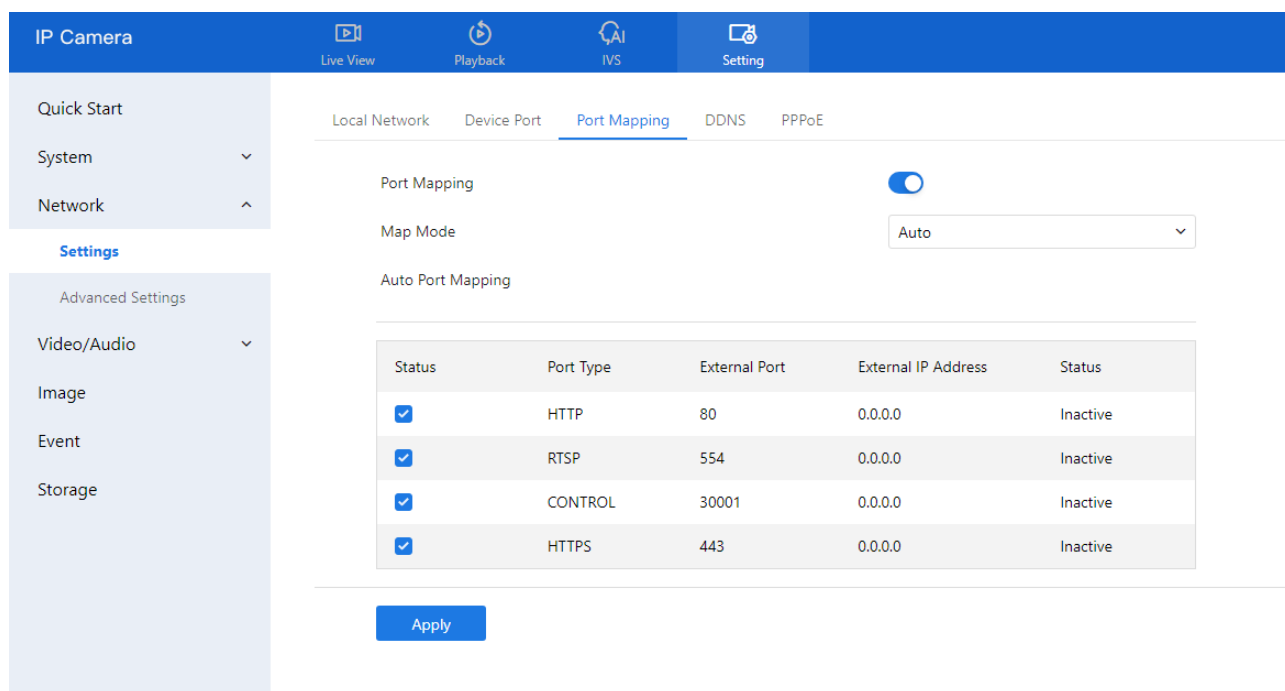 IP Camera
Live View
Playback
AI
IVS
Setting
Quick Start
System
Network
Settings
Advanced Settings
Video/Audio
Image
Event
Storage
Local Network Device Port Port Mapping DDNS PPPoE
Port Mapping
Map Mode Auto
Auto Port Mapping
Status Port Type External Port External IP Address Status
HTTP 80 0.0.0.0 Inactive
RTSP 554 0.0.0.0 Inactive
CONTROL 30001 0.0.0.0 Inactive
HTTPS 443 0.0.0.0 Inactive
Apply